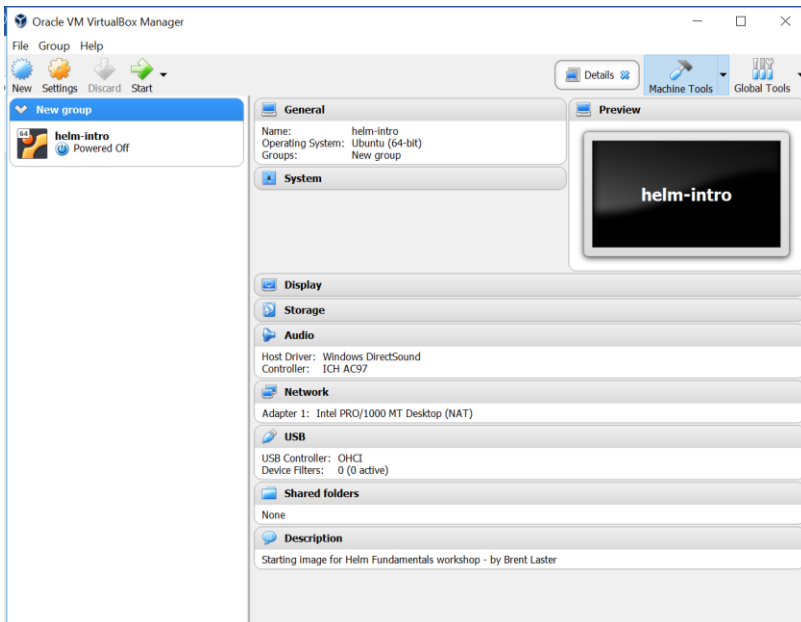 Oracle VM VirtualBox Manager
File Group Help
New Settings Discard Start
Details
Machine Tools
Global Tools
New group
64
helm-intro
Powered Off
General
Name: helm-intro
Operating System: Ubuntu (64-bit)
Groups: New group
System
Preview
helm-intro
Display
Storage
Audio
Host Driver: Windows DirectSound
Controller: ICH AC97
Network
Adapter 1: Intel PRO/1000 MT Desktop (NAT)
USB
USB Controller: OHCI
Device Filters: 0 (0 active)
Shared folders
None
Description
Starting image for Helm Fundamentals workshop - by Brent Laster